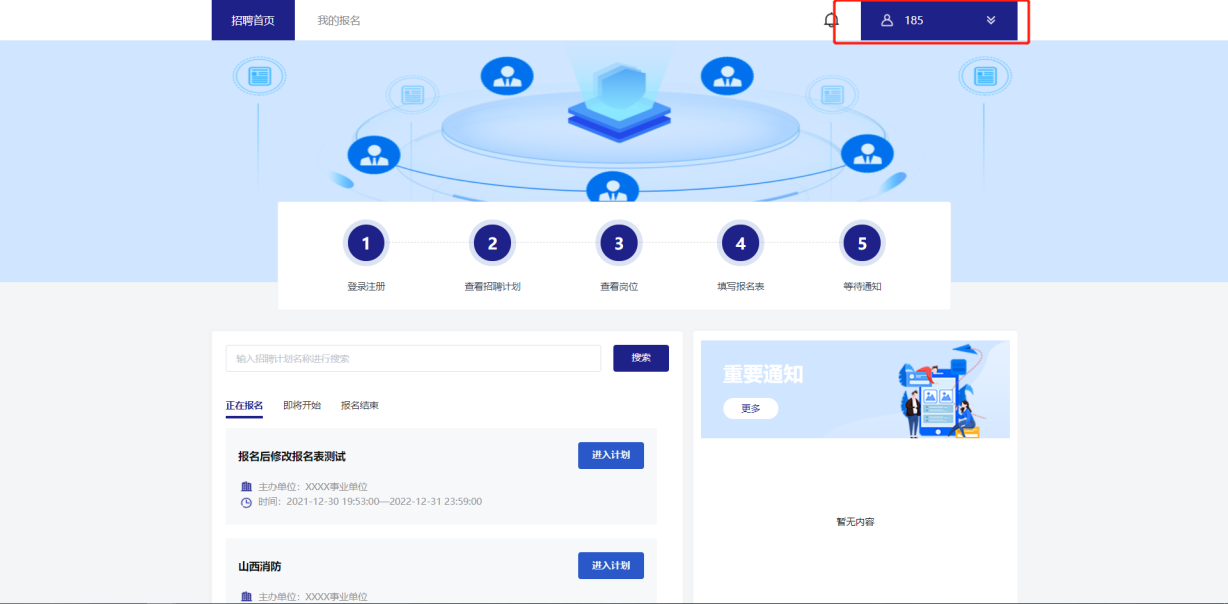 招聘首页
我的报名
185
1
2
3
4
5
登录注册
查看招聘计划
查看岗位
填写报名表
等待通知
输入招聘计划名称进行搜索
搜索
正在报名
即将开始
报名结束
报名后修改报名表测试
进入计划
主办单位：XXXX事业单位
时间：2021-12-30 19:53:00—2022-12-31 23:59:00
山西消防
进入计划
主办单位：XXXX事业单位
重要通知
更多
暂无内容